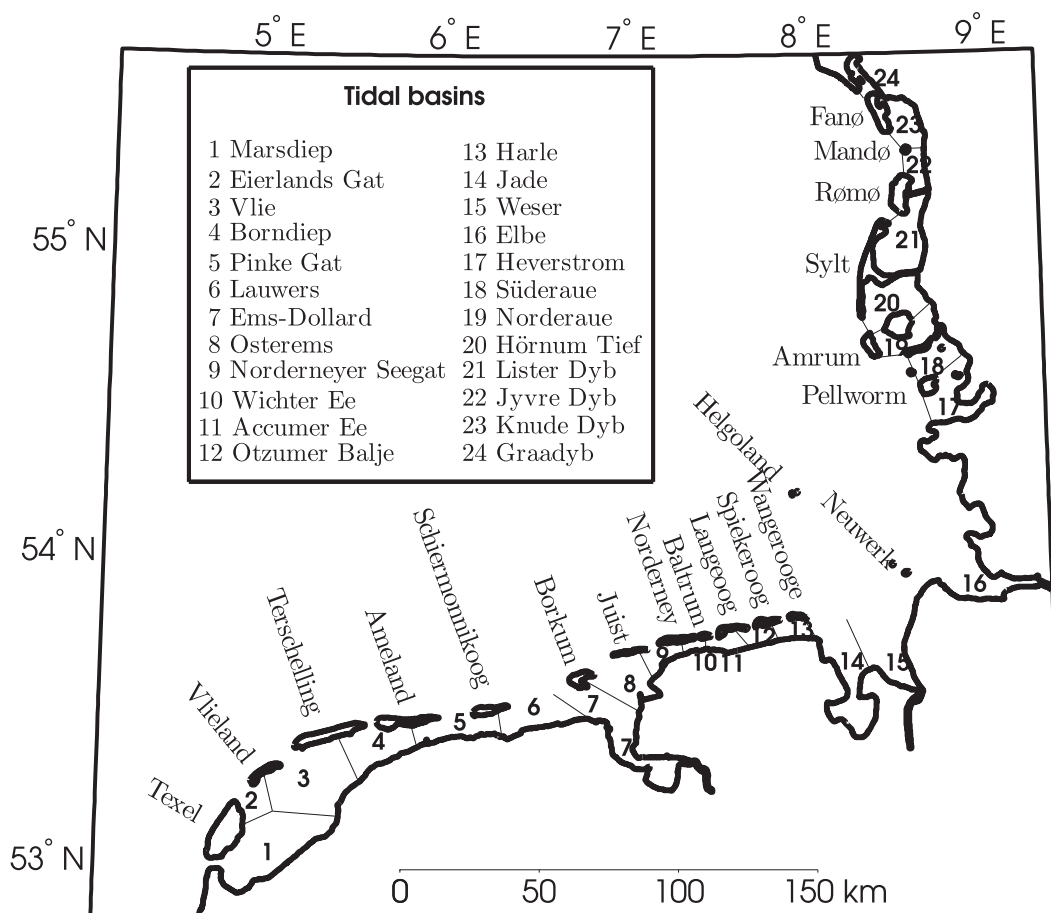 5° E 6° E 7° E 8° E 9° E
Tidal basins
1 Marsdiep
2 Eierlands Gat
3 Vlie
4 Borndiep
5 Pinke Gat
6 Lauwers
7 Ems-Dollard
8 Osterems
9 Norderneyer Seegat
10 Wichter Ee
11 Accumer Ee
12 Otzumer Balje
13 Harle
14 Jade
15 Weser
16 Elbe
17 Heverstrom
18 Süderaue
19 Norderaue
20 Hörnum Tief
21 Lister Dyb
22 Jyvre Dyb
23 Knude Dyb
24 Graadyb
24
Fanø
23
Mandø
22
Rømø
55° N
21
Sylt
20
19
Amrum
18
Pellworm
17
Helgoland
Neuwerk
54° N
16
Wangerooge
Spiekeroog
Langeoog
Baltrum
Norderney
Juist
Borkum
Schiermonnikoog
Ameland
Terschelling
Vlieland
Texel
13
12
11
10
9
8
7
7
6
5
4
3
2
1
14
15
53° N
0 50 100 150 km